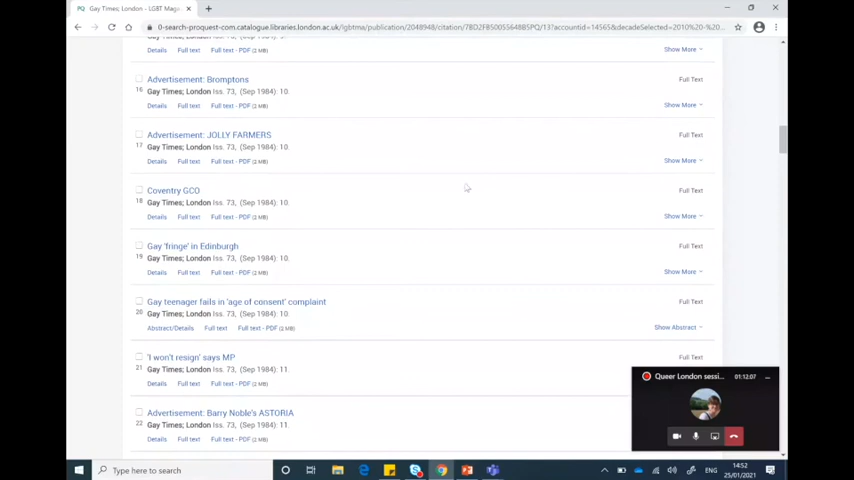 Gay Times; London - LGBT Maga
0-search-proquest-com.catalogue.libraries.london.ac.uk/lgbtma/publication/2048948/citation/7BD2FB50055648B5PQ/13?accountid=14565&decadeSelected=2010%20-%20...
Details Full text Full text - PDF (2 MB) Show More
Advertisement: Bromptons Full Text
16 Gay Times; London Iss. 73, (Sep 1984): 10.
Details Full text Full text - PDF (2 MB) Show More
Advertisement: JOLLY FARMERS Full Text
17 Gay Times; London Iss. 73, (Sep 1984): 10.
Details Full text Full text - PDF (2 MB) Show More
Coventry GCO Full Text
18 Gay Times; London Iss. 73, (Sep 1984): 10.
Details Full text Full text - PDF (2 MB) Show More
Gay 'fringe' in Edinburgh Full Text
19 Gay Times; London Iss. 73, (Sep 1984): 10.
Details Full text Full text - PDF (2 MB) Show More
Gay teenager fails in 'age of consent' complaint Full Text
20 Gay Times; London Iss. 73, (Sep 1984): 10.
Abstract/Details Full text Full text - PDF (2 MB) Show Abstract
'I won't resign' says MP Full Text
21 Gay Times; London Iss. 73, (Sep 1984): 11.
Details Full text Full text - PDF (2 MB)
Advertisement: Barry Noble's ASTORIA
22 Gay Times; London Iss. 73, (Sep 1984): 11.
Details Full text Full text - PDF (2 MB)
Queer London sessi... 01:12:07
Type here to search
ENG
14:52
25/01/2021